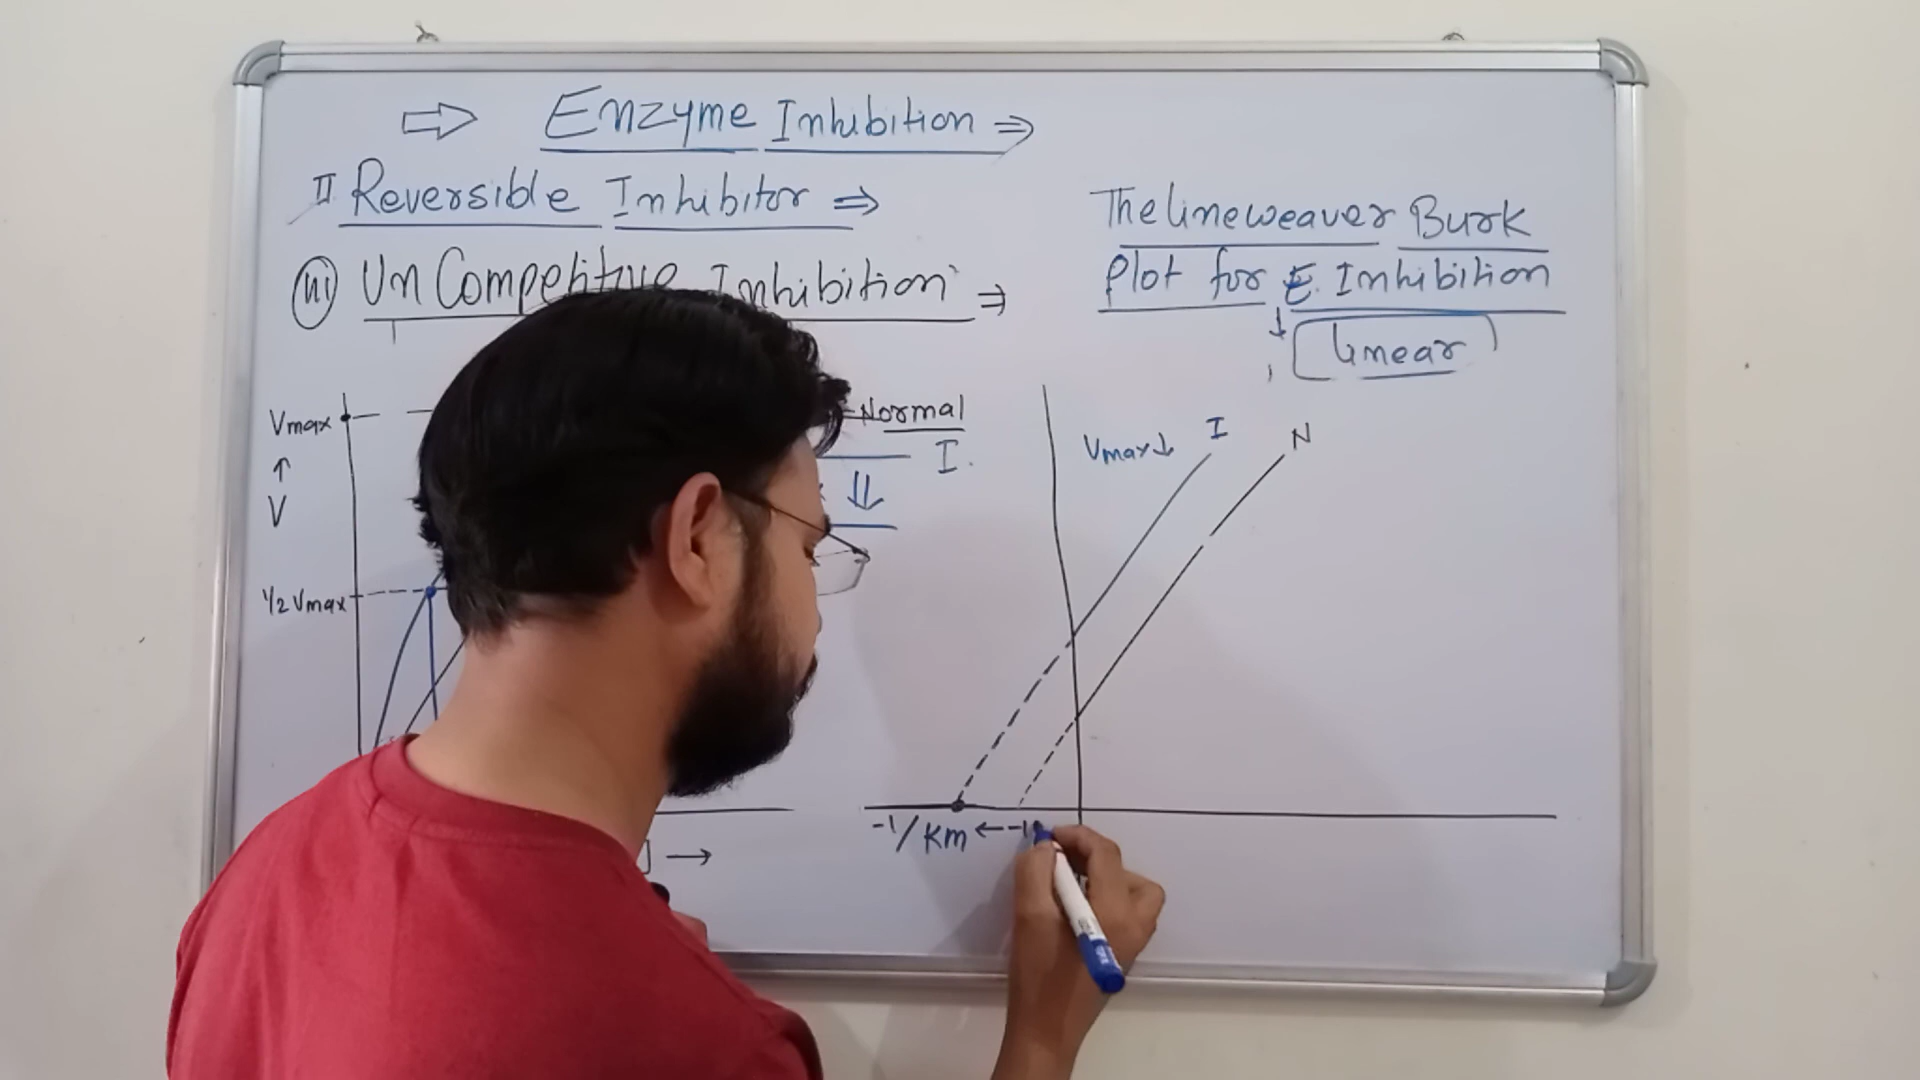 ⇒ Enzyme Inhibition ⇒
II Reversible Inhibitor ⇒
(iii) Un Competitive Inhibition ⇒
Vmax
↑
V
1/2 Vmax
Normal
I.
⇓
→
The lineweaver Burk
Plot for E. Inhibition
↓
linear
Vmax↓ I N
-1/Km ← -1